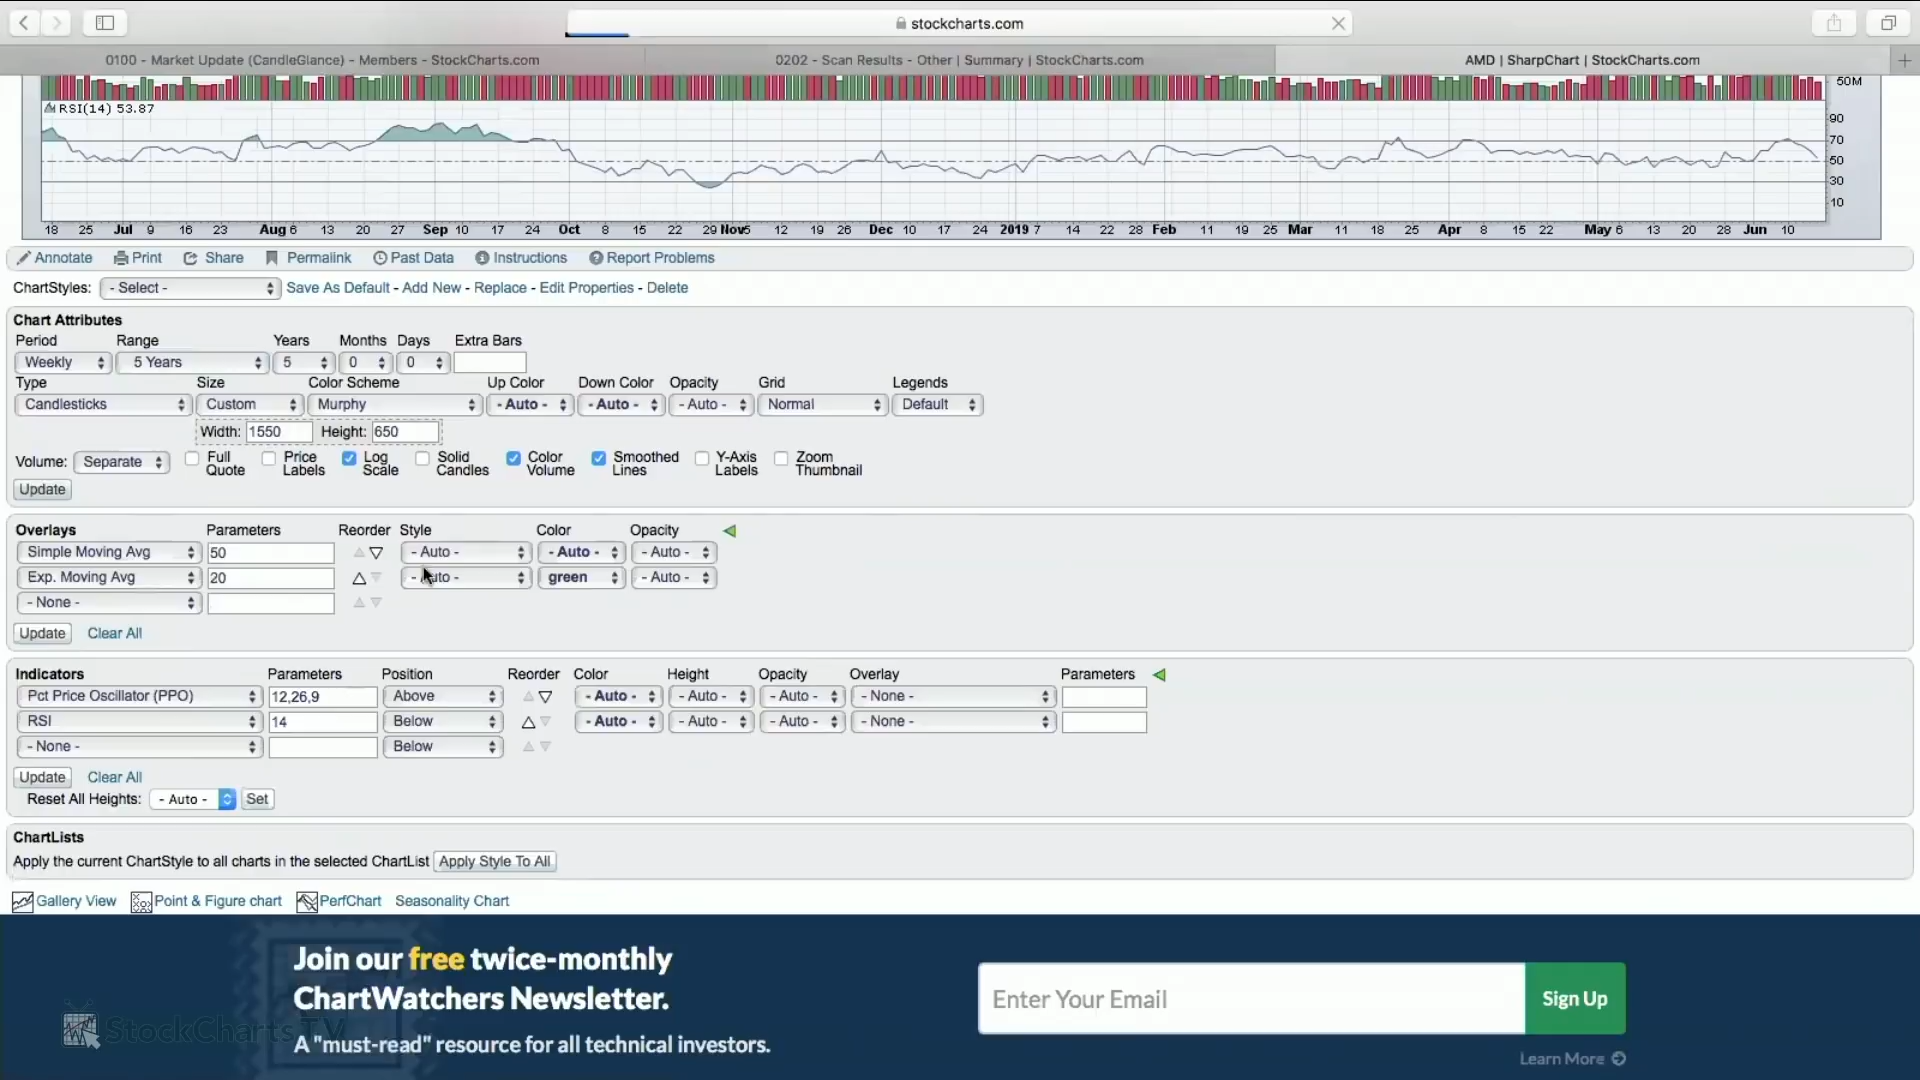 stockcharts.com
0100 - Market Update (CandleGlance) - Members - StockCharts.com
0202 - Scan Results - Other | Summary | StockCharts.com
AMD | SharpChart | StockCharts.com
50M
RSI(14) 53.87
90
70
50
30
10
18 25 Jul 9 16 23 Aug 6 13 20 27 Sep 10 17 24 Oct 8 15 22 29 Nov 5 12 19 26 Dec 10 17 24 2019 7 14 22 28 Feb 11 19 25 Mar 11 18 25 Apr 8 15 22 May 6 13 20 28 Jun 10
Annotate Print Share Permalink Past Data Instructions Report Problems
ChartStyles: - Select - Save As Default - Add New - Replace - Edit Properties - Delete
Chart Attributes
Period Range Years Months Days Extra Bars
Weekly 5 Years 5 0 0
Type Size Color Scheme Up Color Down Color Opacity Grid Legends
Candlesticks Custom Murphy - Auto - - Auto - - Auto - Normal Default
Width: 1550 Height: 650
Volume: Separate Full Quote Price Labels Log Scale Solid Candles Color Volume Smoothed Lines Y-Axis Labels Zoom Thumbnail
Update
Overlays Parameters Reorder Style Color Opacity
Simple Moving Avg 50 - Auto - - Auto - - Auto -
Exp. Moving Avg 20 - Auto - green - Auto -
- None -
Update Clear All
Indicators Parameters Position Reorder Color Height Opacity Overlay Parameters
Pct Price Oscillator (PPO) 12,26,9 Above - Auto - - Auto - - Auto - - None -
RSI 14 Below - Auto - - Auto - - Auto - - None -
- None - Below
Update Clear All
Reset All Heights: - Auto - Set
ChartLists
Apply the current ChartStyle to all charts in the selected ChartList Apply Style To All
Gallery View Point & Figure chart PerfChart Seasonality Chart
Join our free twice-monthly
ChartWatchers Newsletter.
A "must-read" resource for all technical investors.
Enter Your Email
Sign Up
Learn More
StockCharts TV